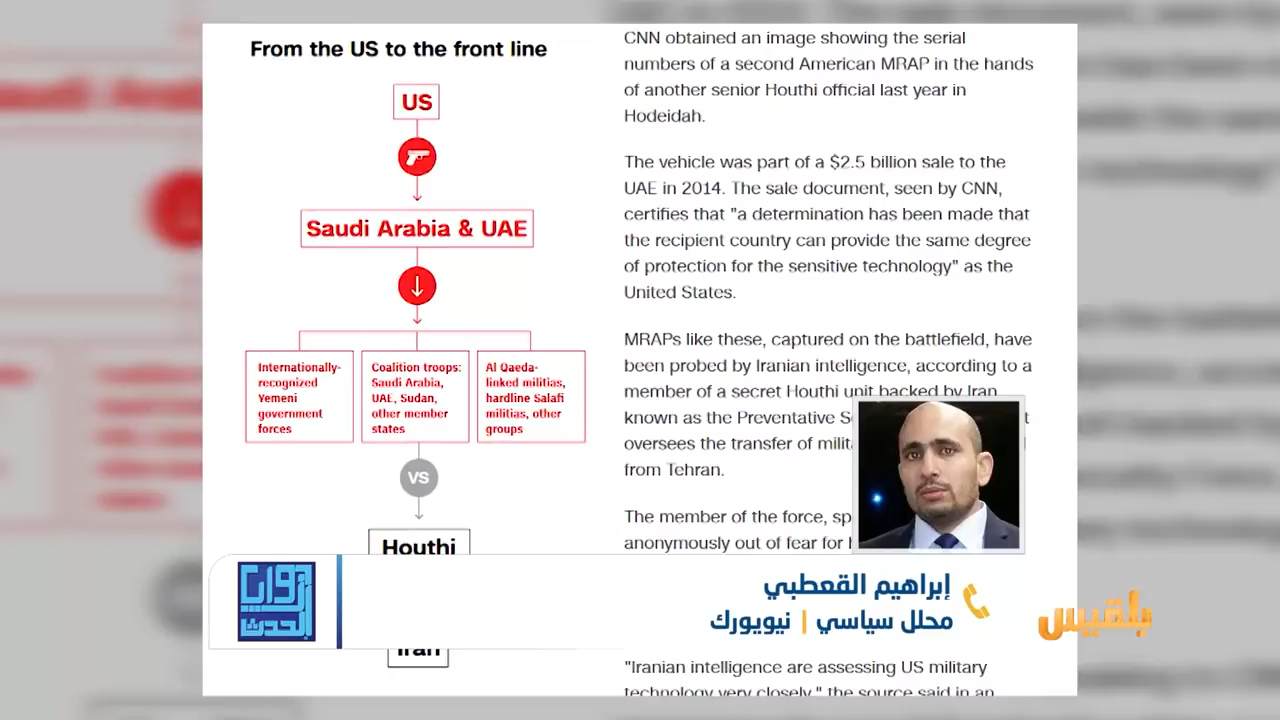 From the US to the front line
US
Saudi Arabia & UAE
Internationally-
recognized
Yemeni
government
forces
Coalition troops:
Saudi Arabia,
UAE, Sudan,
other member
states
Al Qaeda-
linked militias,
hardline Salafi
militias, other
groups
VS
Houthi
Iran
CNN obtained an image showing the serial
numbers of a second American MRAP in the hands
of another senior Houthi official last year in
Hodeidah.
The vehicle was part of a $2.5 billion sale to the
UAE in 2014. The sale document, seen by CNN,
certifies that "a determination has been made that
the recipient country can provide the same degree
of protection for the sensitive technology" as the
United States.
MRAPs like these, captured on the battlefield, have
been probed by Iranian intelligence, according to a
member of a secret Houthi unit backed by Iran
known as the Preventative
oversees the transfer of
from Tehran.
The member of the force,
anonymously out of fear for
"Iranian intelligence are assessing US military
technology very closely," the source said in an
إبراهيم القعطبي
محلل سياسي | نيويورك
زوايا
الحدث
بلقيس